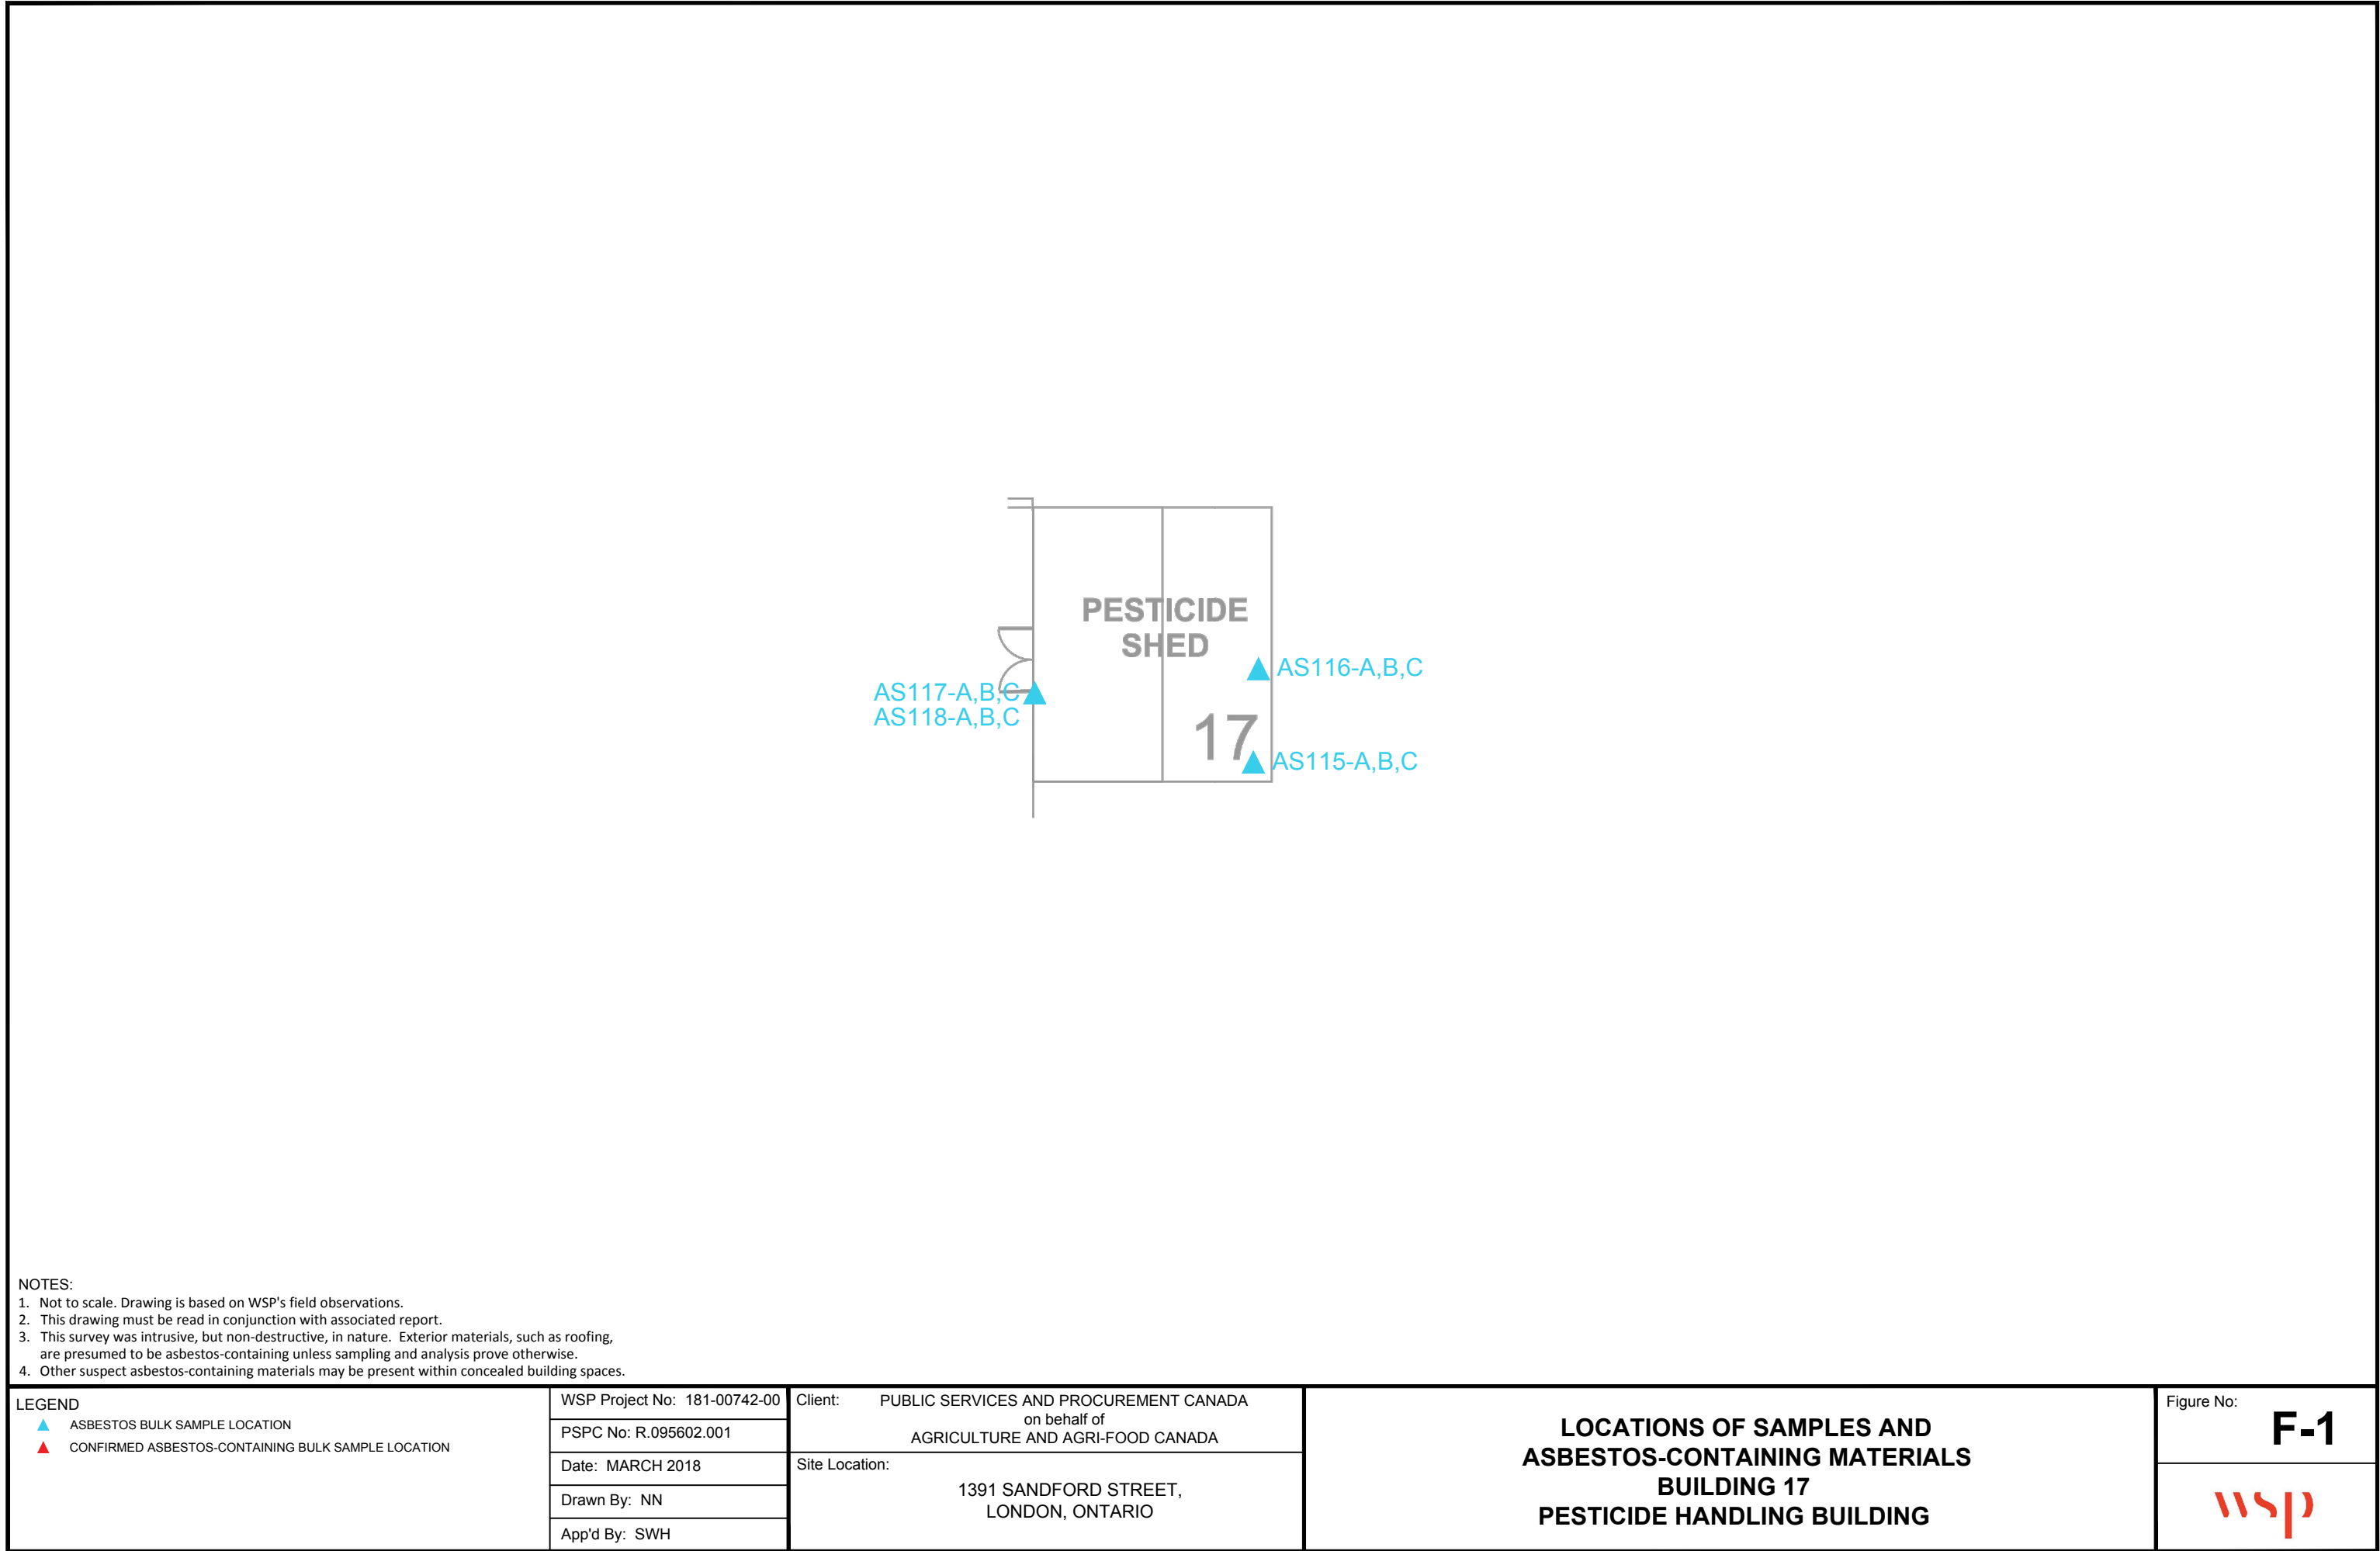 PESTICIDE
SHED
AS116-A,B,C
AS117-A,B,C
AS118-A,B,C
17
AS115-A,B,C
NOTES:
1. Not to scale. Drawing is based on WSP's field observations.
2. This drawing must be read in conjunction with associated report.
3. This survey was intrusive, but non-destructive, in nature. Exterior materials, such as roofing,
are presumed to be asbestos-containing unless sampling and analysis prove otherwise.
4. Other suspect asbestos-containing materials may be present within concealed building spaces.
LEGEND
ASBESTOS BULK SAMPLE LOCATION
CONFIRMED ASBESTOS-CONTAINING BULK SAMPLE LOCATION
WSP Project No: 181-00742-00
PSPC No: R.095602.001
Date: MARCH 2018
Drawn By: NN
App'd By: SWH
Client: PUBLIC SERVICES AND PROCUREMENT CANADA
on behalf of
AGRICULTURE AND AGRI-FOOD CANADA
Site Location:
1391 SANDFORD STREET,
LONDON, ONTARIO
LOCATIONS OF SAMPLES AND
ASBESTOS-CONTAINING MATERIALS
BUILDING 17
PESTICIDE HANDLING BUILDING
Figure No:
F-1
wsp